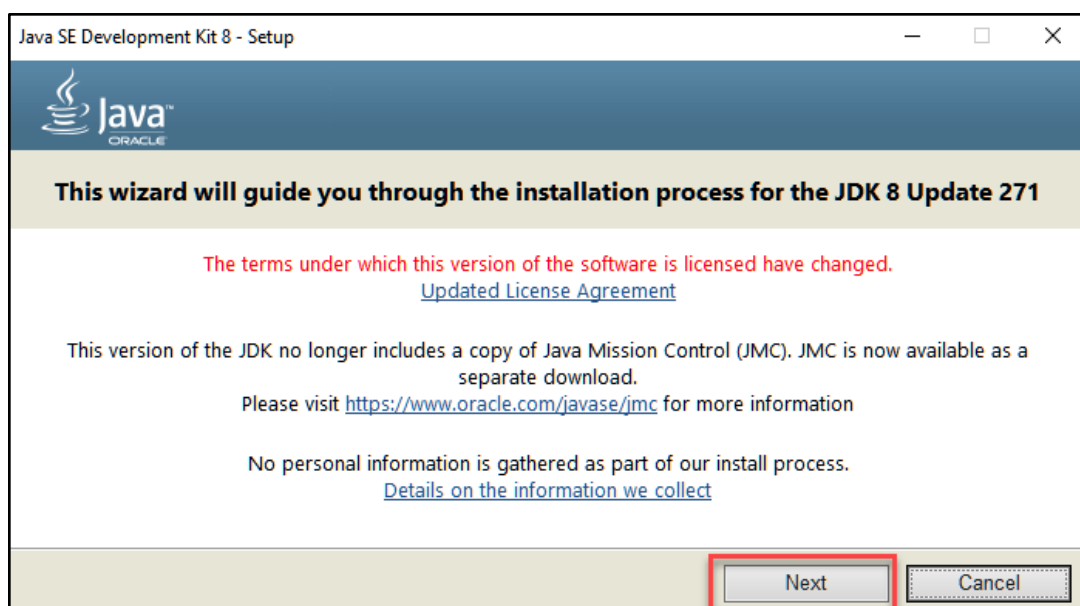 Java SE Development Kit 8 - Setup
Java™
ORACLE
This wizard will guide you through the installation process for the JDK 8 Update 271
The terms under which this version of the software is licensed have changed.
Updated License Agreement
This version of the JDK no longer includes a copy of Java Mission Control (JMC). JMC is now available as a
separate download.
Please visit https://www.oracle.com/javase/jmc for more information
No personal information is gathered as part of our install process.
Details on the information we collect
Next
Cancel